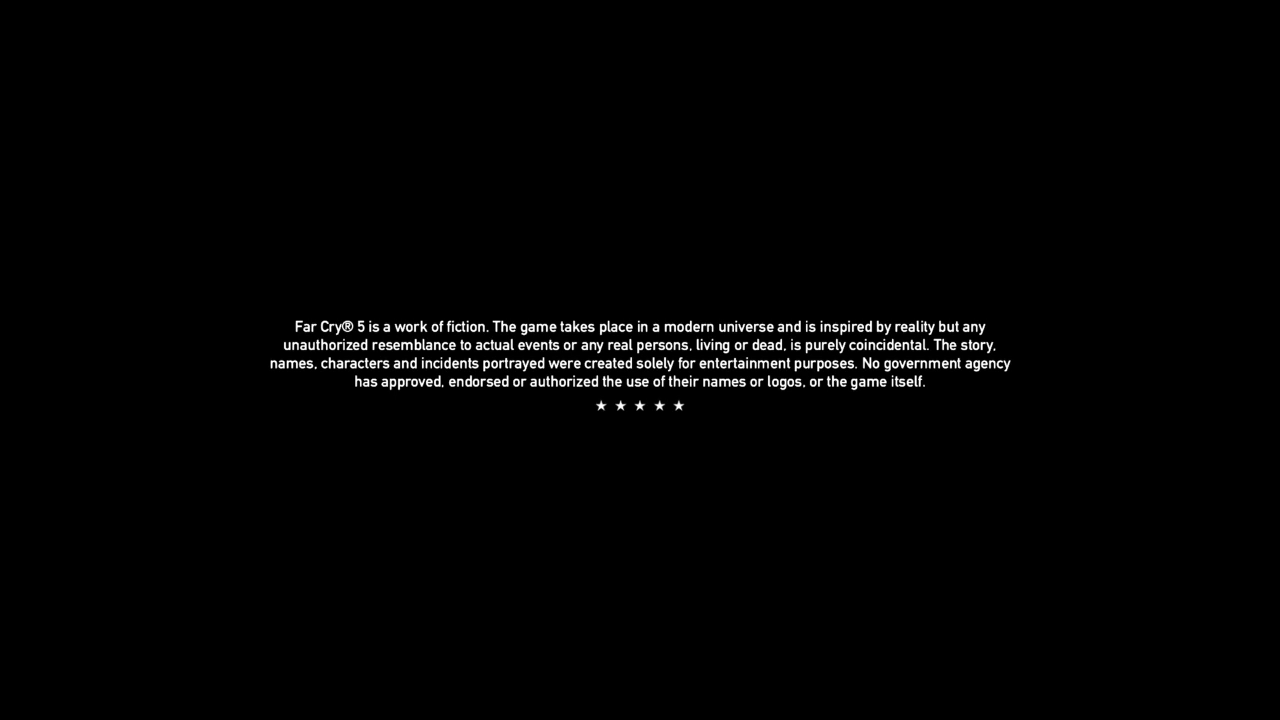 Far Cry® 5 is a work of fiction. The game takes place in a modern universe and is inspired by reality but any
unauthorized resemblance to actual events or any real persons, living or dead, is purely coincidental. The story,
names, characters and incidents portrayed were created solely for entertainment purposes. No government agency
has approved, endorsed or authorized the use of their names or logos, or the game itself.
★ ★ ★ ★ ★